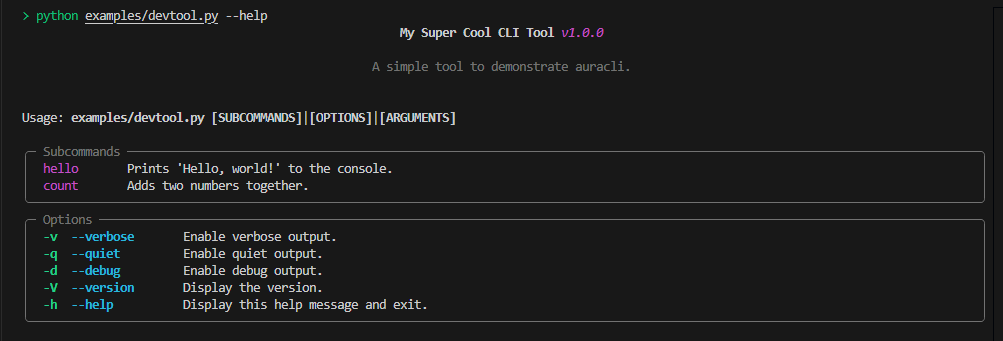 > python examples/devtool.py --help
My Super Cool CLI Tool v1.0.0
A simple tool to demonstrate auracli.
Usage: examples/devtool.py [SUBCOMMANDS]|[OPTIONS]|[ARGUMENTS]
Subcommands
hello Prints 'Hello, world!' to the console.
count Adds two numbers together.
Options
-v --verbose Enable verbose output.
-q --quiet Enable quiet output.
-d --debug Enable debug output.
-V --version Display the version.
-h --help Display this help message and exit.